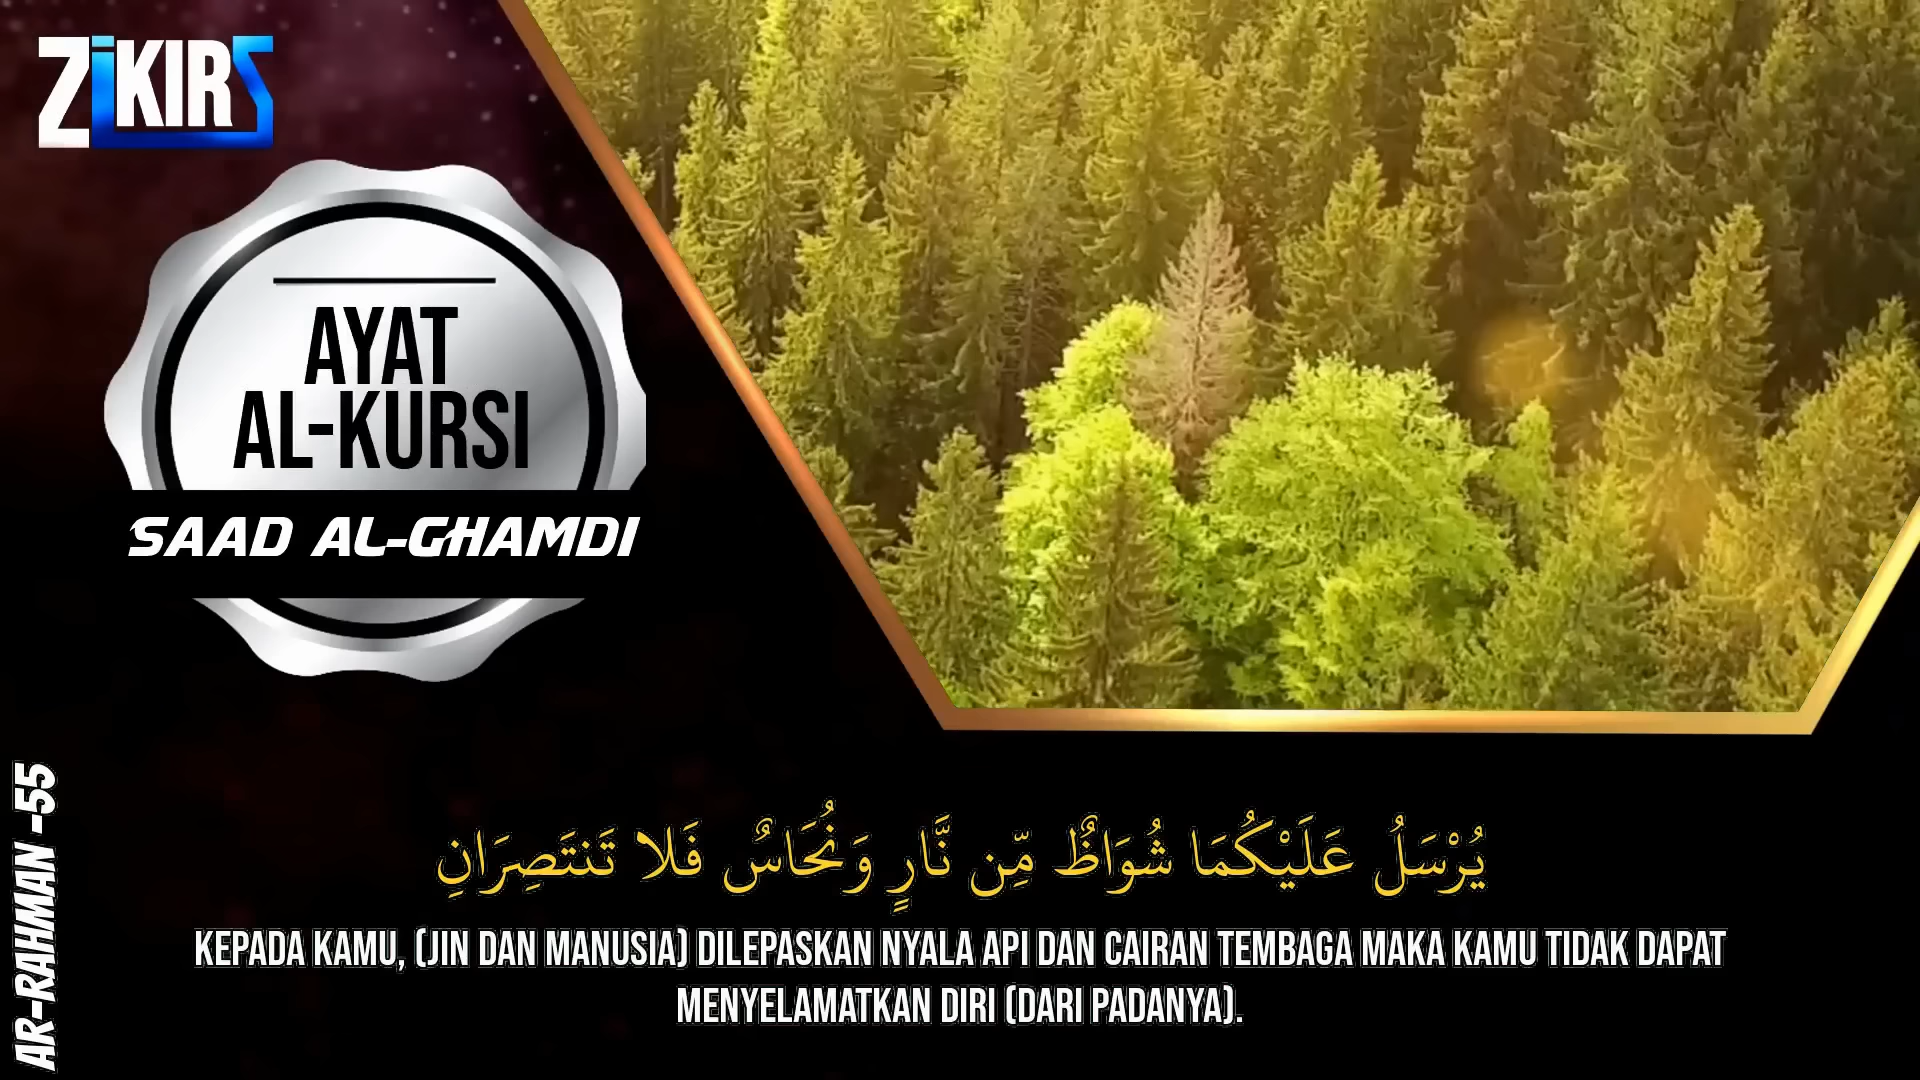 ZIKIRS
AYAT
AL-KURSI
SAAD AL-GHAMDI
AR-RAHMAN -55
يُرْسَلُ عَلَيْكُمَا شُوَاظٌ مِّن نَّارٍ وَنُحَاسٌ فَلا تَنتَصِرَانِ
KEPADA KAMU, (JIN DAN MANUSIA) DILEPASKAN NYALA API DAN CAIRAN TEMBAGA MAKA KAMU TIDAK DAPAT
MENYELAMATKAN DIRI (DARI PADANYA).